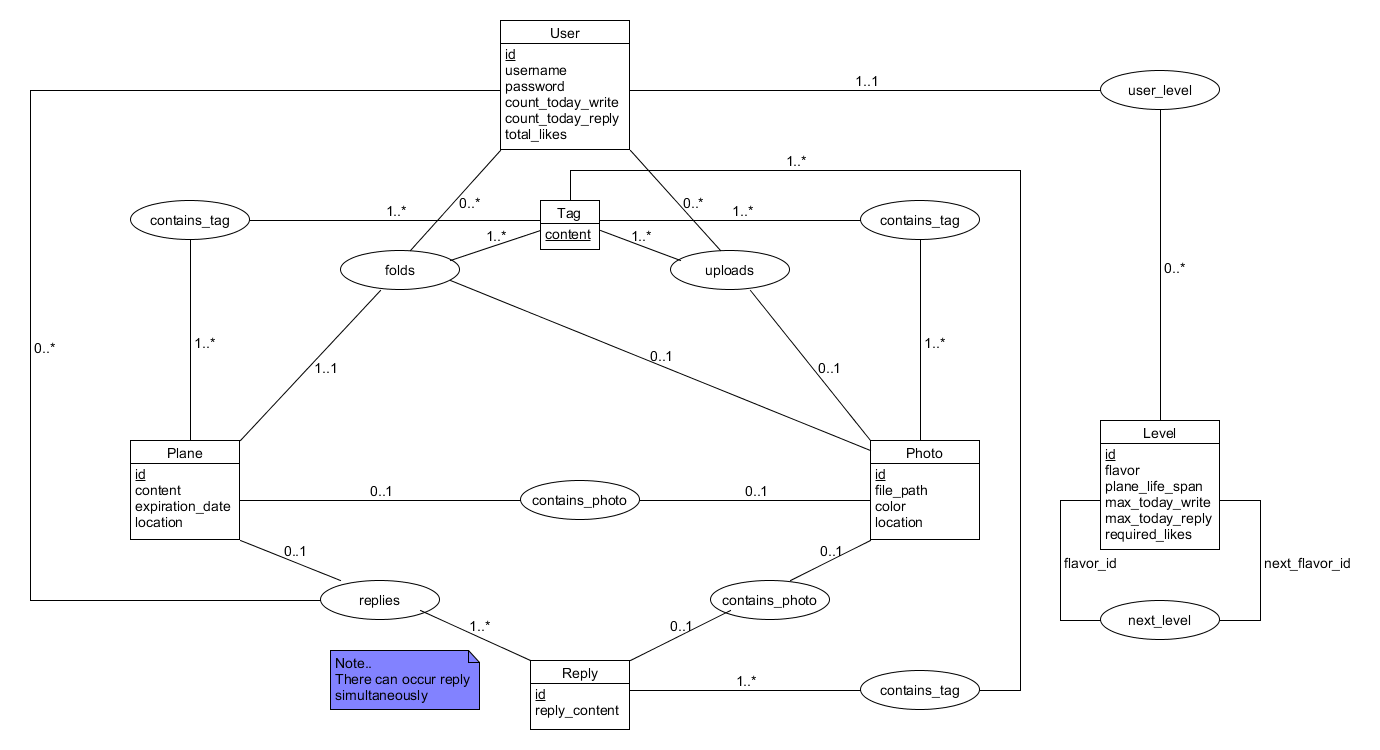 User
id
username
password
count_today_write
count_today_reply
total_likes
1..1
user_level
1..*
contains_tag
1..*
0..*
Tag
content
0..*
1..*
contains_tag
1..*
1..*
folds
uploads
0..*
0..*
1..*
1..1
0..1
0..1
1..*
Plane
id
content
expiration_date
location
Photo
id
file_path
color
location
Level
id
flavor
plane_life_span
max_today_write
max_today_reply
required_likes
0..1
contains_photo
0..1
0..1
0..1
flavor_id
next_flavor_id
replies
contains_photo
next_level
1..*
0..1
Note..
There can occur reply
simultaneously
Reply
id
reply_content
1..*
contains_tag